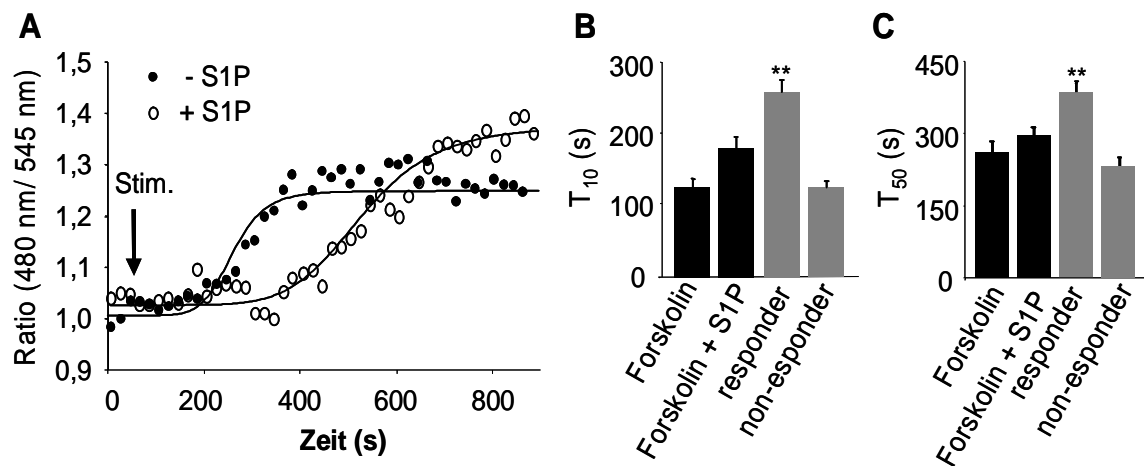 A
Ratio (480 nm/ 545 nm)
1,5
1,4
1,3
1,2
1,1
1,0
0,9
- S1P
+ S1P
Stim.
0
200
400
600
800
Zeit (s)
B
T10 (s)
300
200
100
0
Forskolin
Forskolin + S1P
responder
non-esponder
**
C
T50 (s)
450
300
150
0
Forskolin
Forskolin + S1P
responder
non-esponder
**